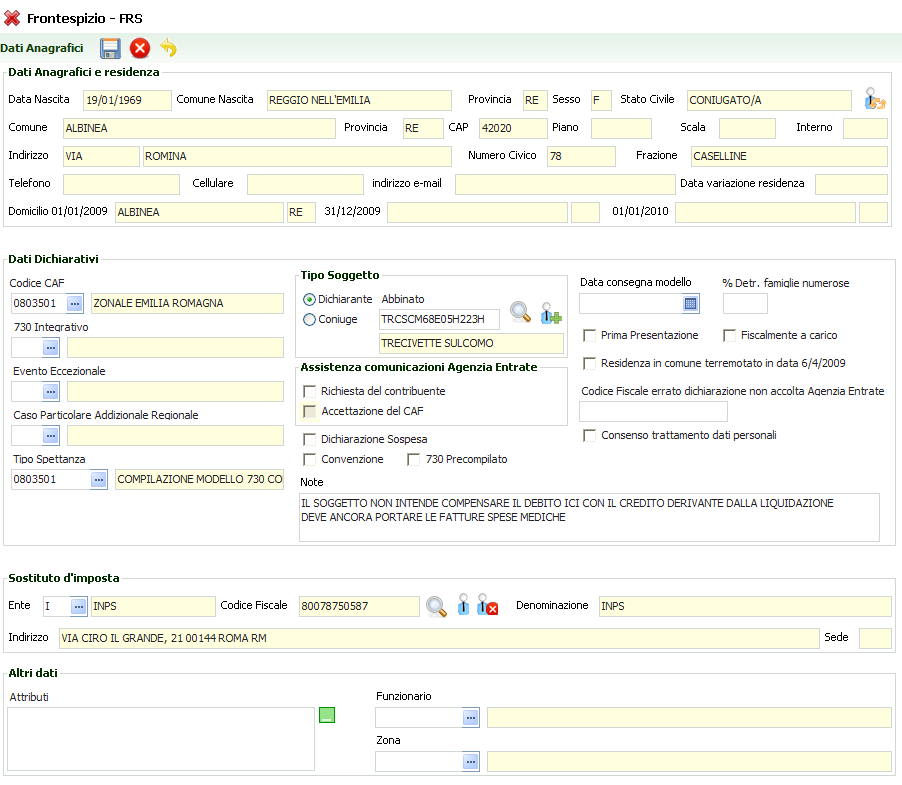 Frontespizio - FRS
Dati Anagrafici
Dati Anagrafici e residenza
Data Nascita 19/01/1969 Comune Nascita REGGIO NELL'EMILIA Provincia RE Sesso F Stato Civile CONIUGATO/A
Comune ALBINEA Provincia RE CAP 42020 Piano Scala Interno
Indirizzo VIA ROMINA Numero Civico 78 Frazione CASELLINE
Telefono Cellulare indirizzo e-mail Data variazione residenza
Domicilio 01/01/2009 ALBINEA RE 31/12/2009 01/01/2010
Dati Dichiarativi
Codice CAF
0803501 ... ZONALE EMILIA ROMAGNA
730 Integrativo
...
Evento Eccezionale
...
Caso Particolare Addizionale Regionale
...
Tipo Spettanza
0803501 ... COMPILAZIONE MODELLO 730 CO
Tipo Soggetto
Dichiarante Abbinato
Coniuge TRCSCM68E05H223H
TRECIVETTE SULCOMO
Assistenza comunicazioni Agenzia Entrate
Richiesta del contribuente
Accettazione del CAF
Dichiarazione Sospesa
Convenzione 730 Precompilato
Note
IL SOGGETTO NON INTENDE COMPENSARE IL DEBITO ICI CON IL CREDITO DERIVANTE DALLA LIQUIDAZIONE
DEVE ANCORA PORTARE LE FATTURE SPESE MEDICHE
Data consegna modello % Detr. famiglie numerose
Prima Presentazione Fiscalmente a carico
Residenza in comune terremotato in data 6/4/2009
Codice Fiscale errato dichiarazione non accolta Agenzia Entrate
Consenso trattamento dati personali
Sostituto d'imposta
Ente I ... INPS Codice Fiscale 80078750587 Denominazione INPS
Indirizzo VIA CIRO IL GRANDE, 21 00144 ROMA RM Sede
Altri dati
Attributi
...
Funzionario
...
Zona
...